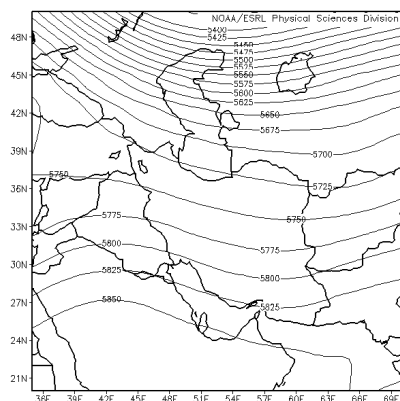 NOAA/ESRL Physical Sciences Division
48N
5400
5425
5450
5475
45N
5500
5525
5550
5575
5600
5625
42N
5650
5675
39N
5700
5750
5725
36N
5775
5750
33N
5800
5775
30N
5825
5800
27N
5850
5825
24N
21N
36E 39E 42E 45E 48E 51E 54E 57E 60E 63E 66E 69E